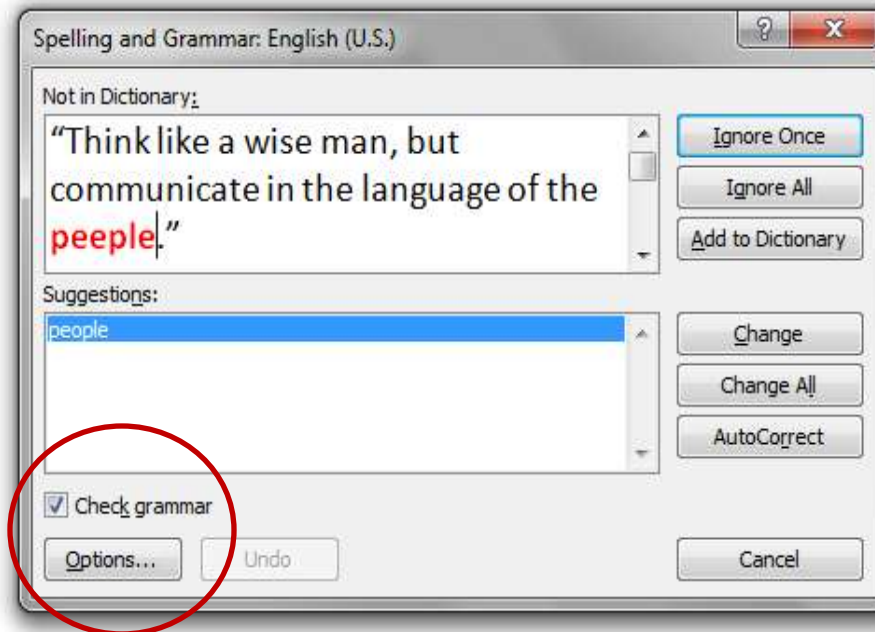 Spelling and Grammar: English (U.S.)
Not in Dictionary:
“Think like a wise man, but
communicate in the language of the
peeple.”
Ignore Once
Ignore All
Add to Dictionary
Suggestions:
people
Change
Change All
AutoCorrect
Check grammar
Options...
Undo
Cancel